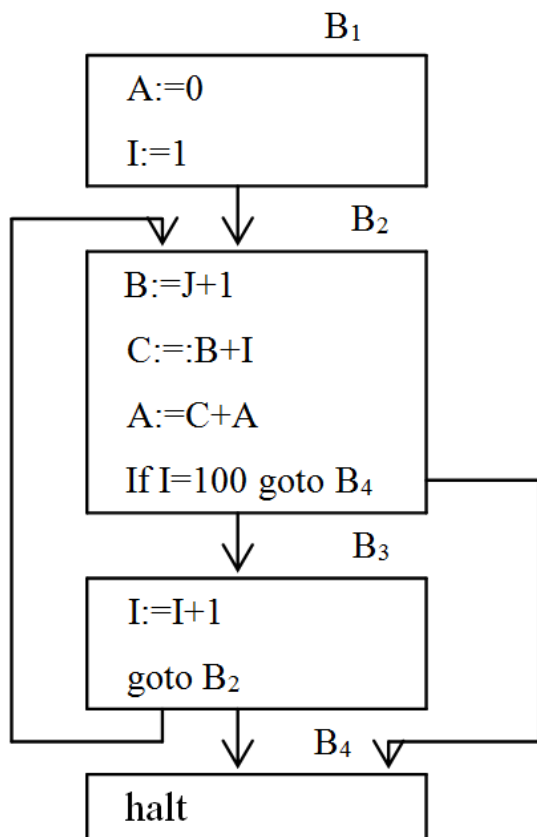 B₁
A:=0
I:=1
B₂
B:=J+1
C:=:B+I
A:=C+A
If I=100 goto B₄
B₃
I:=I+1
goto B₂
B₄
halt